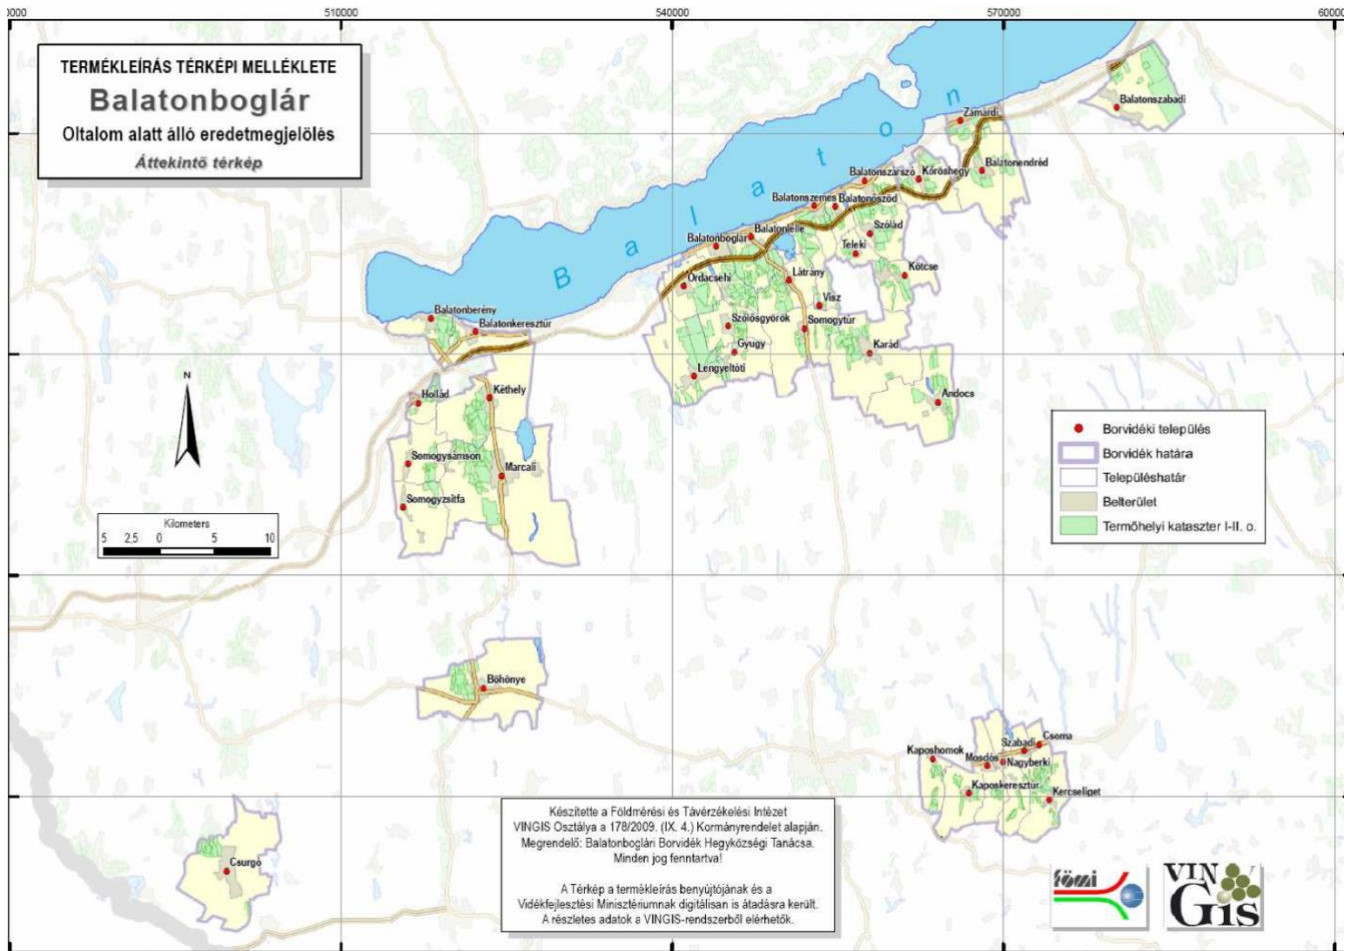 0000
510000
540000
570000
60000
TERMÉKLEÍRÁS TÉRKÉPI MELLÉKLETE
Balatonboglár
Oltalom alatt álló eredetmegjelölés
Áttekintő térkép
Balatonszabadi
Zamárdi
Balatonendréd
Kőröshegy
Balatonszárszó
Balatonszemes
Balatonőszöd
Szólád
Balatonlelle
Balatonboglár
Teleki
Kötcse
Látrány
Ordacsehi
Visz
Balaton
Balatonberény
Balatonkeresztúr
Szőlősgyörök
Somogytúr
Gyugy
Karád
Lengyeltóti
Andocs
N
Hollád
Kéthely
Somogysámson
Marcali
Somogyzsitfa
Kilometers
5 2,5 0 5 10
Borvidéki település
Borvidék határa
Településhatár
Belterület
Termőhelyi kataszter I-II. o.
Böhönye
Kaposhomok
Szabadi
Csoma
Mosdós
Nagyberki
Kaposkeresztúr
Kercseliget
Csurgó
Készítette a Földmérési és Távérzékelési Intézet
VINGIS Osztálya a 178/2009. (IX. 4.) Kormányrendelet alapján.
Megrendelő: Balatonboglári Borvidék Hegyközségi Tanácsa.
Minden jog fenntartva!
A Térkép a termékleírás benyújtójának és a
Vidékfejlesztési Minisztériumnak digitálisan is átadásra került.
A részletes adatok a VINGIS-rendszerből elérhetők.
fömi
VIN
GIS